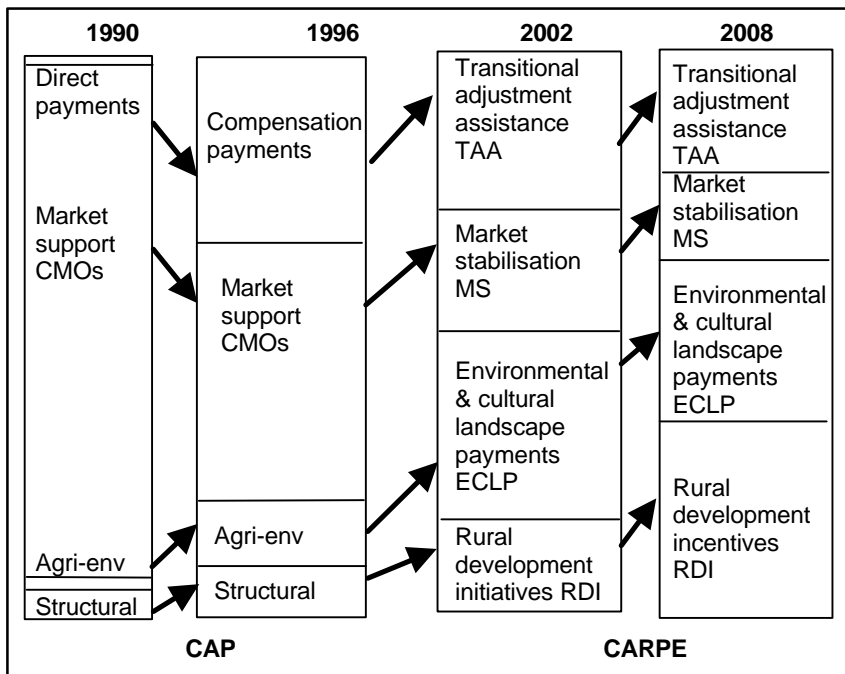 1990
1996
2002
2008
Direct
payments
Market
support
CMOs
Agri-env
Structural
Compensation
payments
Market support
CMOs
Agri-env
Structural
Transitional
adjustment
assistance
TAA
Market
stabilisation
MS
Environmental
& cultural
landscape
payments
ECLP
Rural
development
initiatives RDI
Transitional
adjustment
assistance
TAA
Market
stabilisation
MS
Environmental
& cultural
landscape
payments
ECLP
Rural
development
incentives
RDI
CAP
CARPE